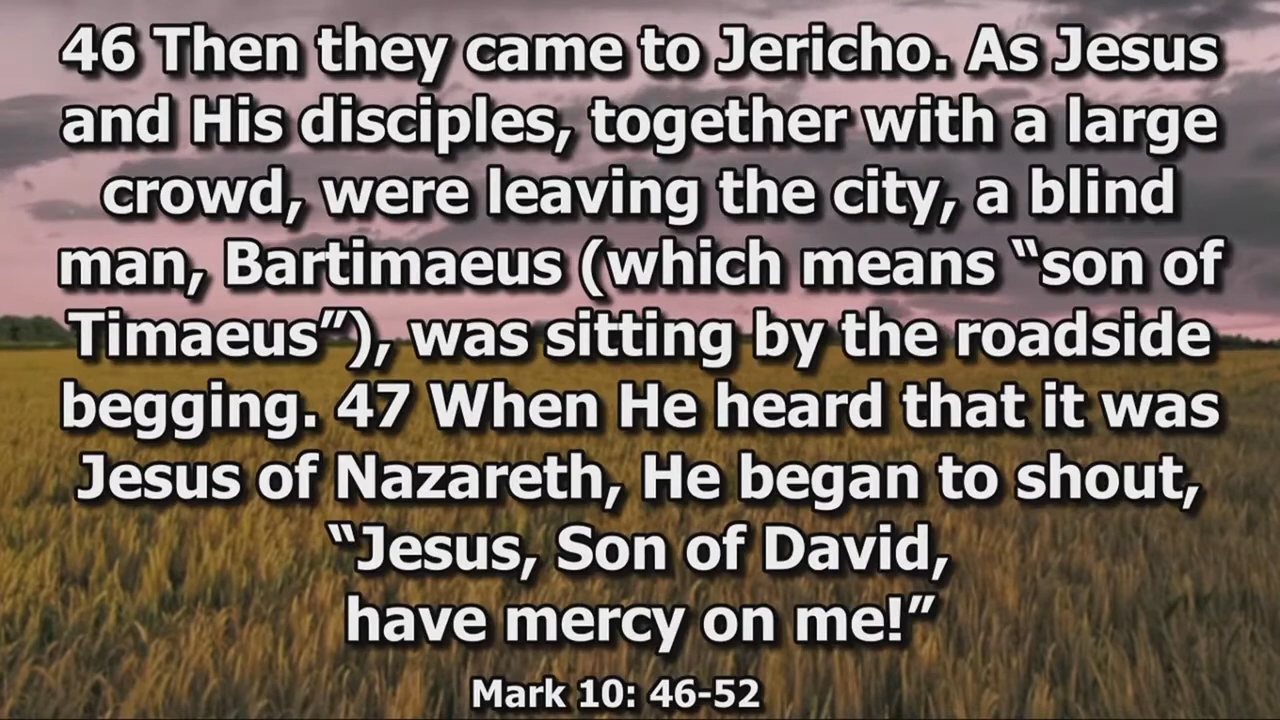 46 Then they came to Jericho. As Jesus
and His disciples, together with a large
crowd, were leaving the city, a blind
man, Bartimaeus (which means “son of
Timaeus”), was sitting by the roadside
begging. 47 When He heard that it was
Jesus of Nazareth, He began to shout,
“Jesus, Son of David,
have mercy on me!”
Mark 10: 46-52